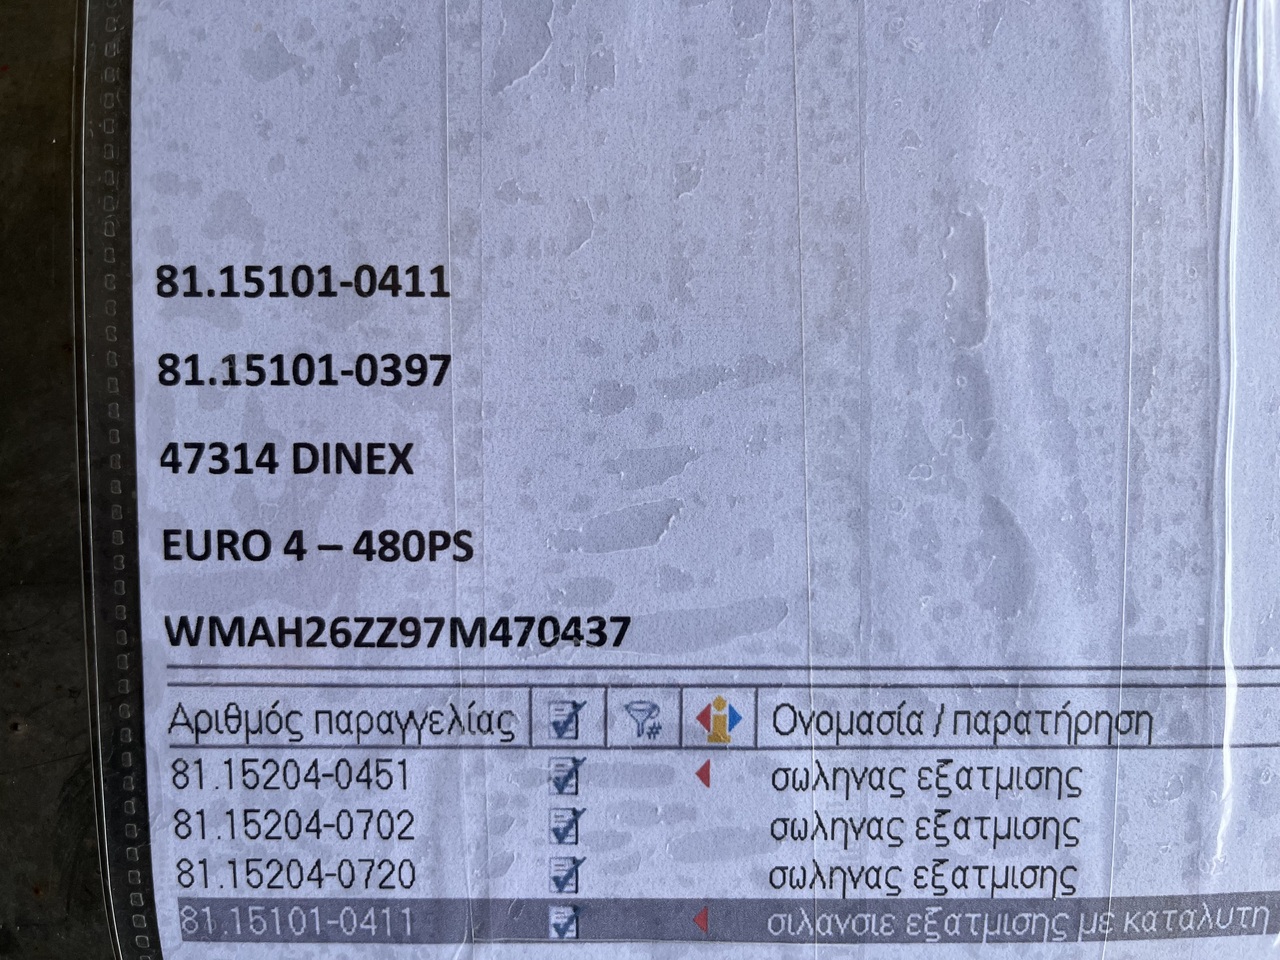 81.15101-0411
81.15101-0397
47314 DINEX
EURO 4 – 480PS
WMAH26ZZ97M470437
Αριθμός παραγγελίας # i Ονομασία / παρατήρηση
81.15204-0451 σωληνας εξατμισης
81.15204-0702 σωληνας εξατμισης
81.15204-0720 σωληνας εξατμισης
81.15101-0411 σιλανσιε εξατμισης με καταλυτη